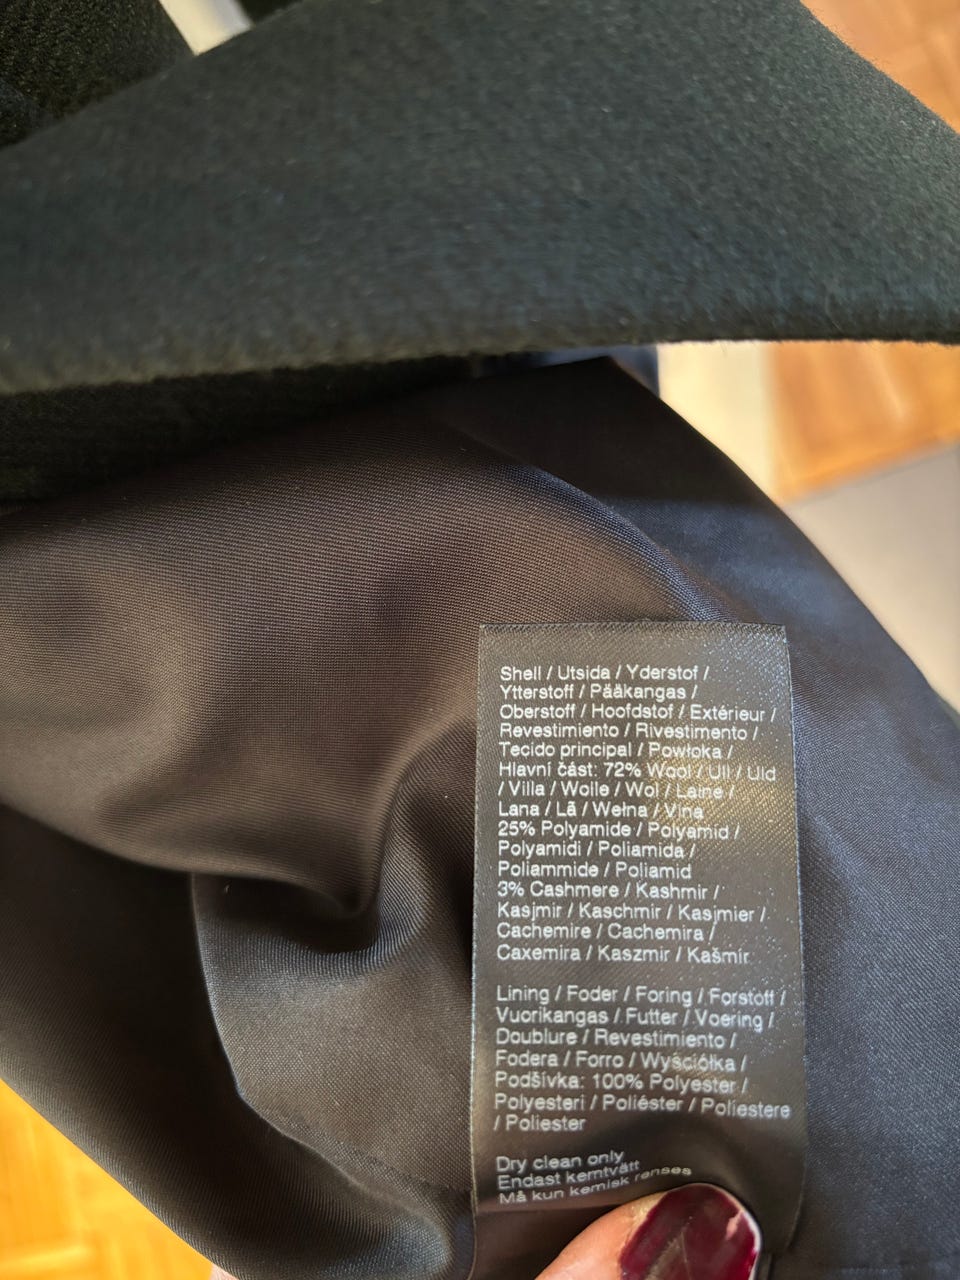 Shell / Utsida / Yderstof /
Ytterstoff / Pääkangas /
Oberstoff / Hoofdstof / Extérieur /
Revestimiento / Rivestimento /
Tecido principal / Powłoka /
Hlavní část: 72% Wool / Ull / Uld
/ Villa / Wolle / Wol / Laine /
Lana / Lã / Wełna / Vlna
25% Polyamide / Polyamid /
Polyamidi / Poliamida /
Poliammide / Poliamid
3% Cashmere / Kashmir /
Kasjmir / Kaschmir / Kasjmier /
Cachemire / Cachemira /
Caxemira / Kaszmir / Kašmír
Lining / Foder / Foring / Forstoff /
Vuorikangas / Futter / Voering /
Doublure / Revestimiento /
Fodera / Forro / Wyściółka /
Podšívka: 100% Polyester /
Polyesteri / Poliéster / Poliestere
/ Poliester
Dry clean only
Endast kemtvätt
Må kun kemisk renses